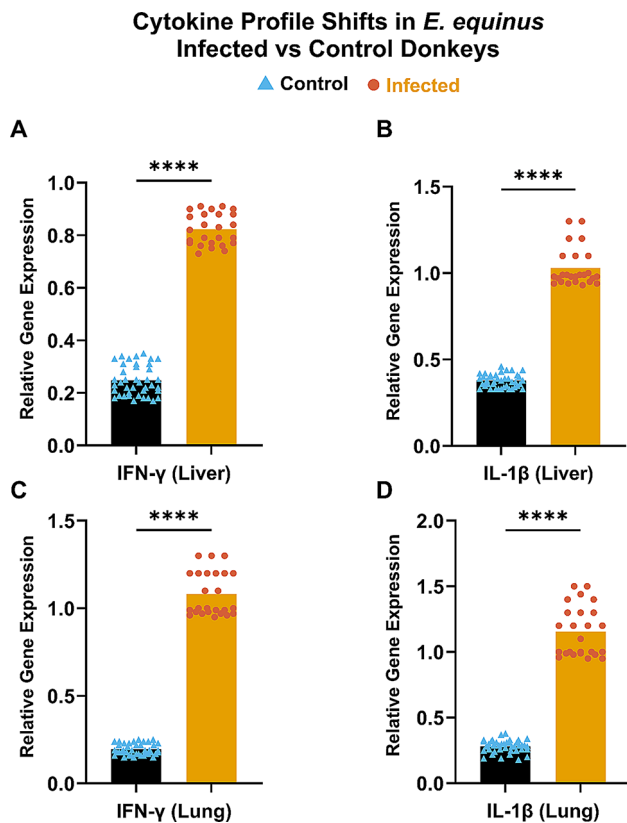 Cytokine Profile Shifts in E. equinus
Infected vs Control Donkeys
Control Infected
A
****
Relative Gene Expression
1.0
0.8
0.6
0.4
0.2
0.0
IFN-γ (Liver)
B
****
Relative Gene Expression
1.5
1.0
0.5
0.0
IL-1β (Liver)
C
****
Relative Gene Expression
1.5
1.0
0.5
0.0
IFN-γ (Lung)
D
****
Relative Gene Expression
2.0
1.5
1.0
0.5
0.0
IL-1β (Lung)